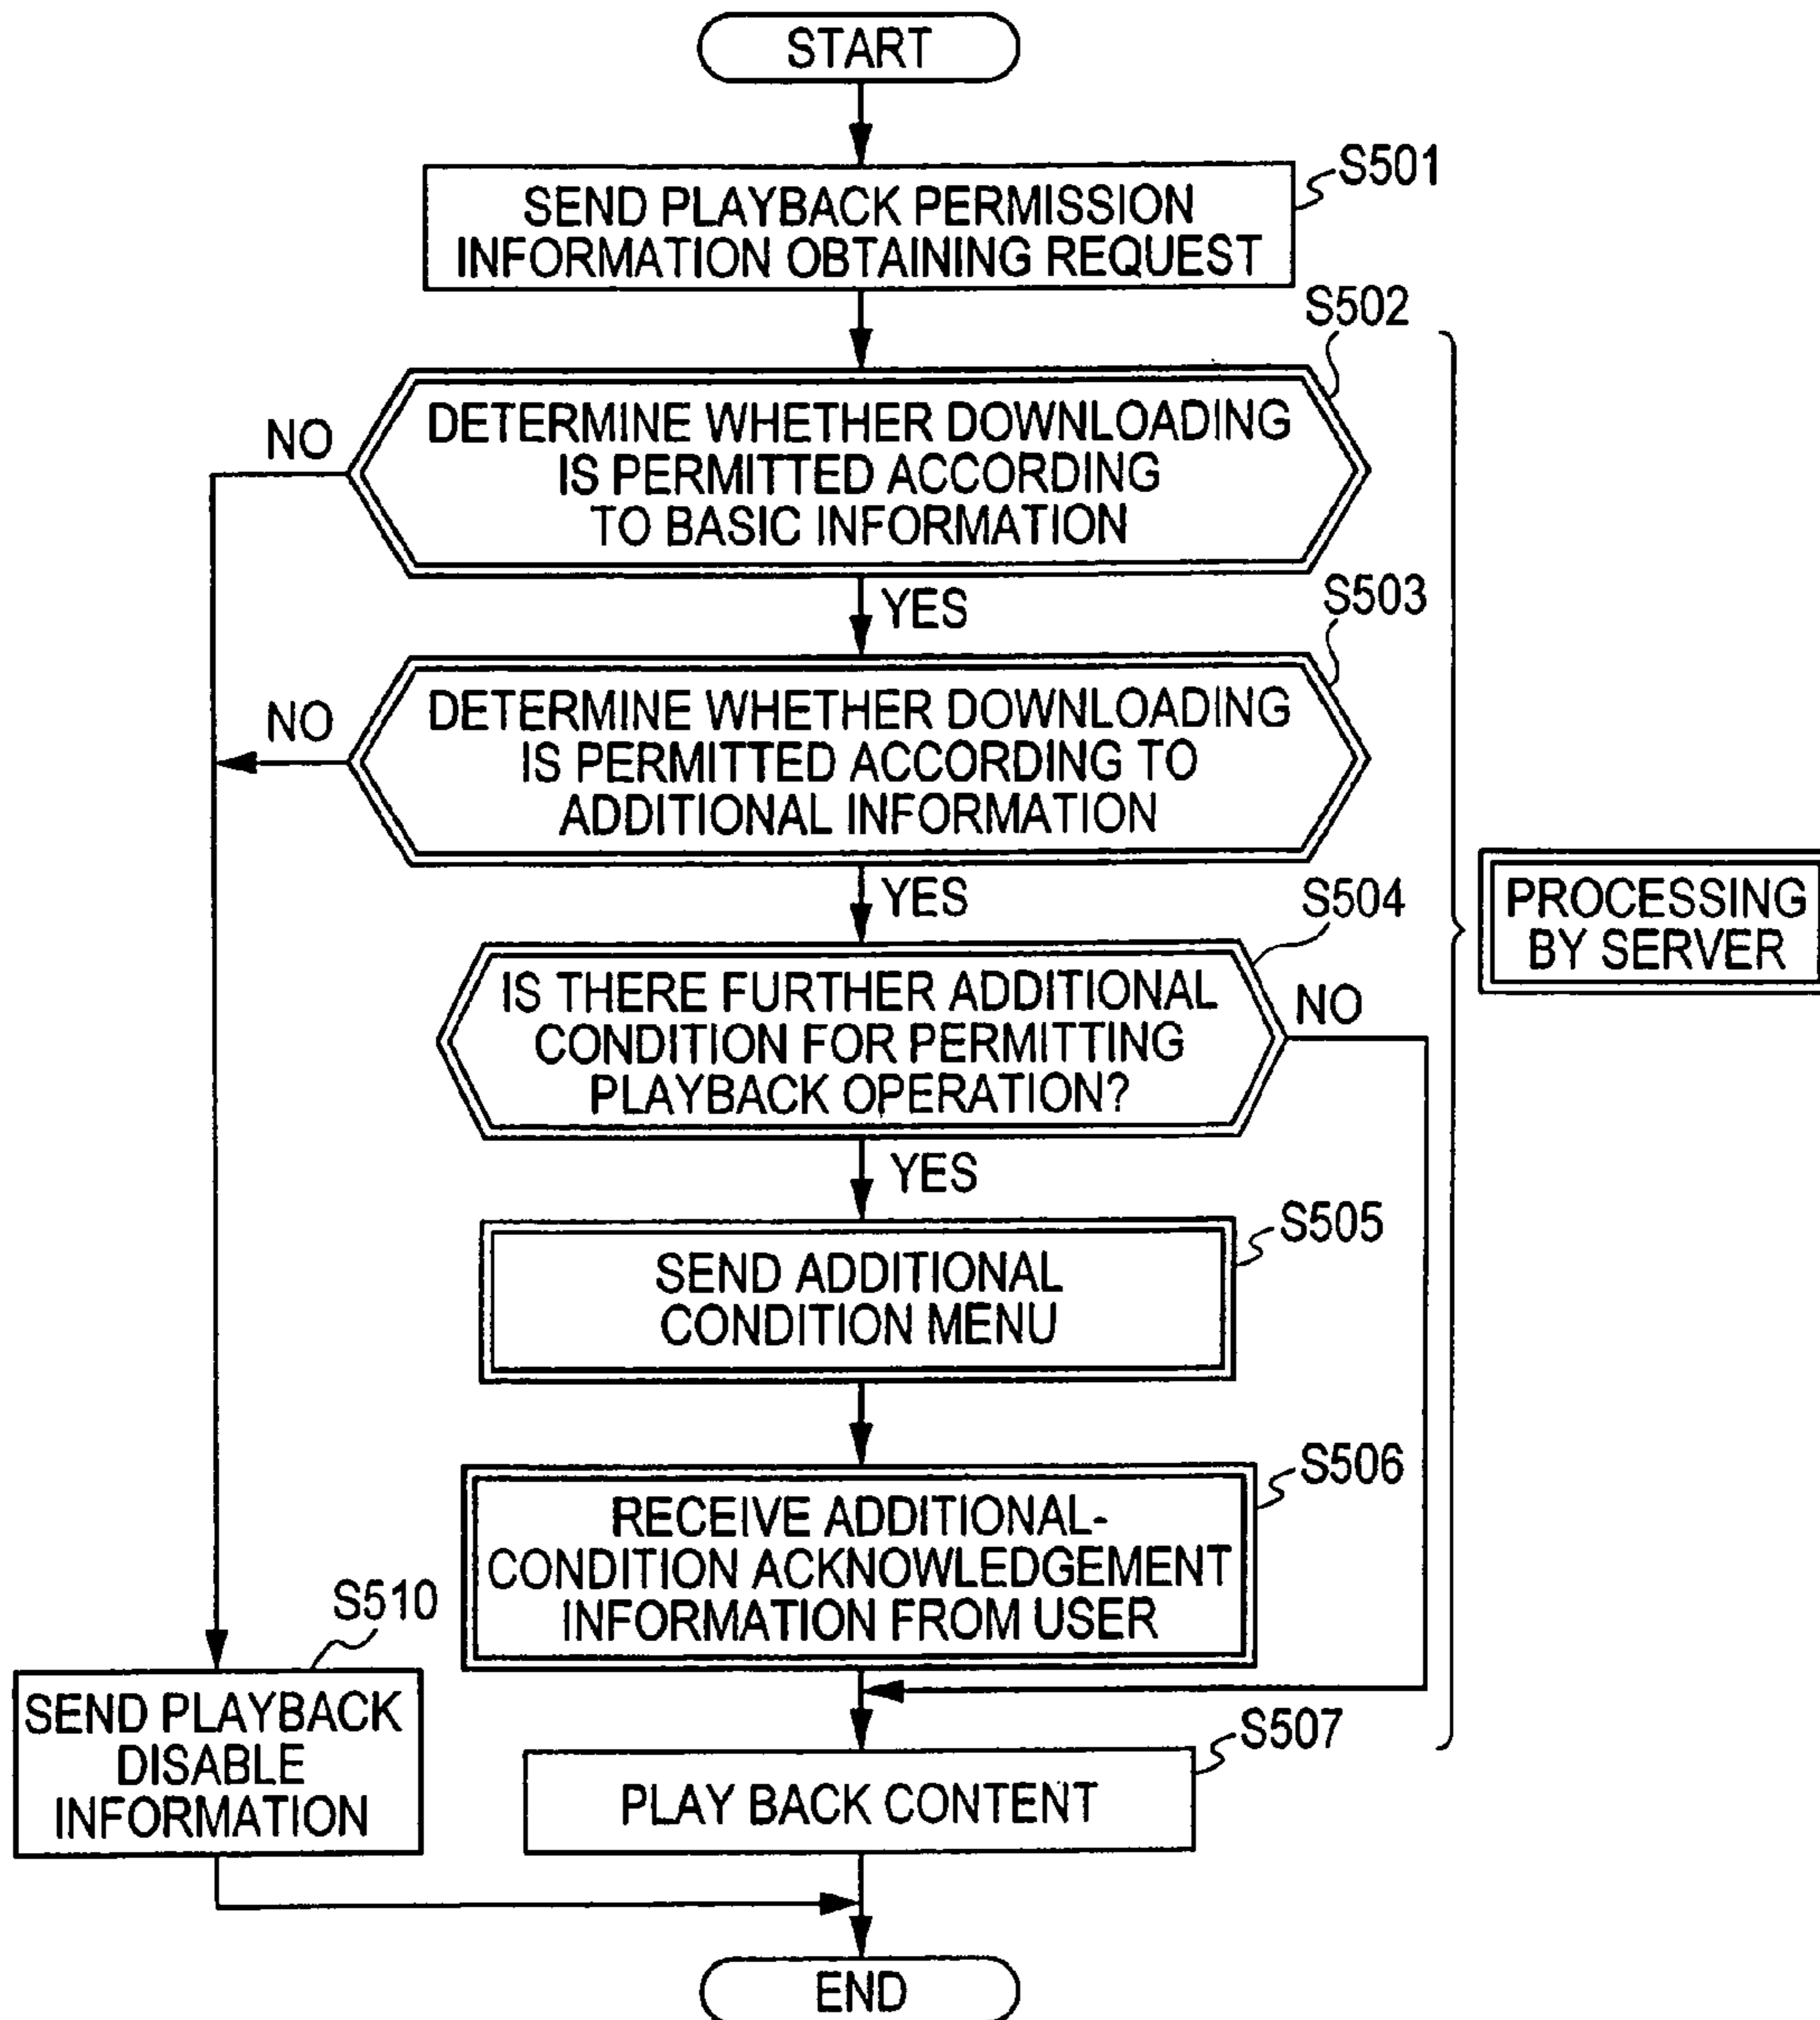 START
S501
SEND PLAYBACK PERMISSION
INFORMATION OBTAINING REQUEST
S502
NO
DETERMINE WHETHER DOWNLOADING
IS PERMITTED ACCORDING
TO BASIC INFORMATION
YES
S503
NO
DETERMINE WHETHER DOWNLOADING
IS PERMITTED ACCORDING TO
ADDITIONAL INFORMATION
YES
S504
PROCESSING
BY SERVER
IS THERE FURTHER ADDITIONAL
CONDITION FOR PERMITTING
PLAYBACK OPERATION?
NO
YES
S505
SEND ADDITIONAL
CONDITION MENU
S506
RECEIVE ADDITIONAL-
CONDITION ACKNOWLEDGEMENT
INFORMATION FROM USER
S510
SEND PLAYBACK
DISABLE
INFORMATION
S507
PLAY BACK CONTENT
END